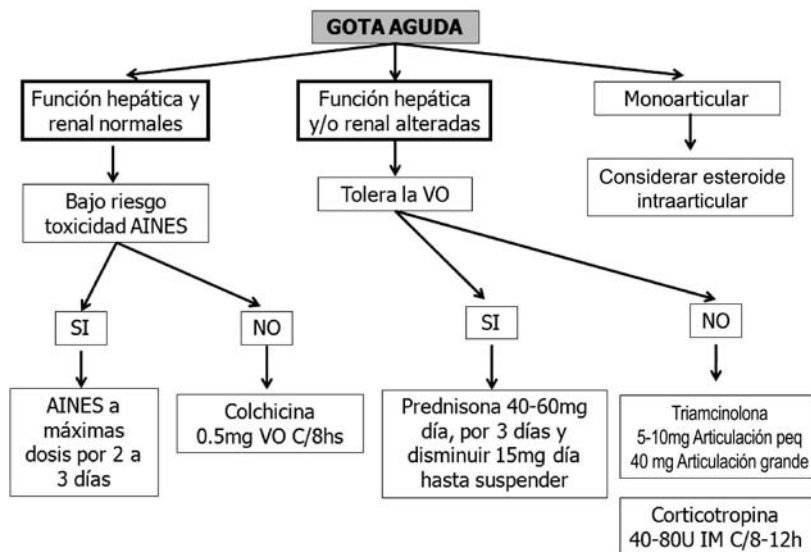 GOTA AGUDA
Función hepática y
renal normales
Función hepática
y/o renal alteradas
Monoarticular
Bajo riesgo
toxicidad AINES
Tolera la VO
Considerar esteroide
intraarticular
SI
NO
SI
NO
AINES a
máximas
dosis por 2 a
3 días
Colchicina
0.5mg VO C/8hs
Prednisona 40-60mg
día, por 3 días y
disminuir 15mg día
hasta suspender
Triamcinolona
5-10mg Articulación peq
40 mg Articulación grande
Corticotropina
40-80U IM C/8-12h